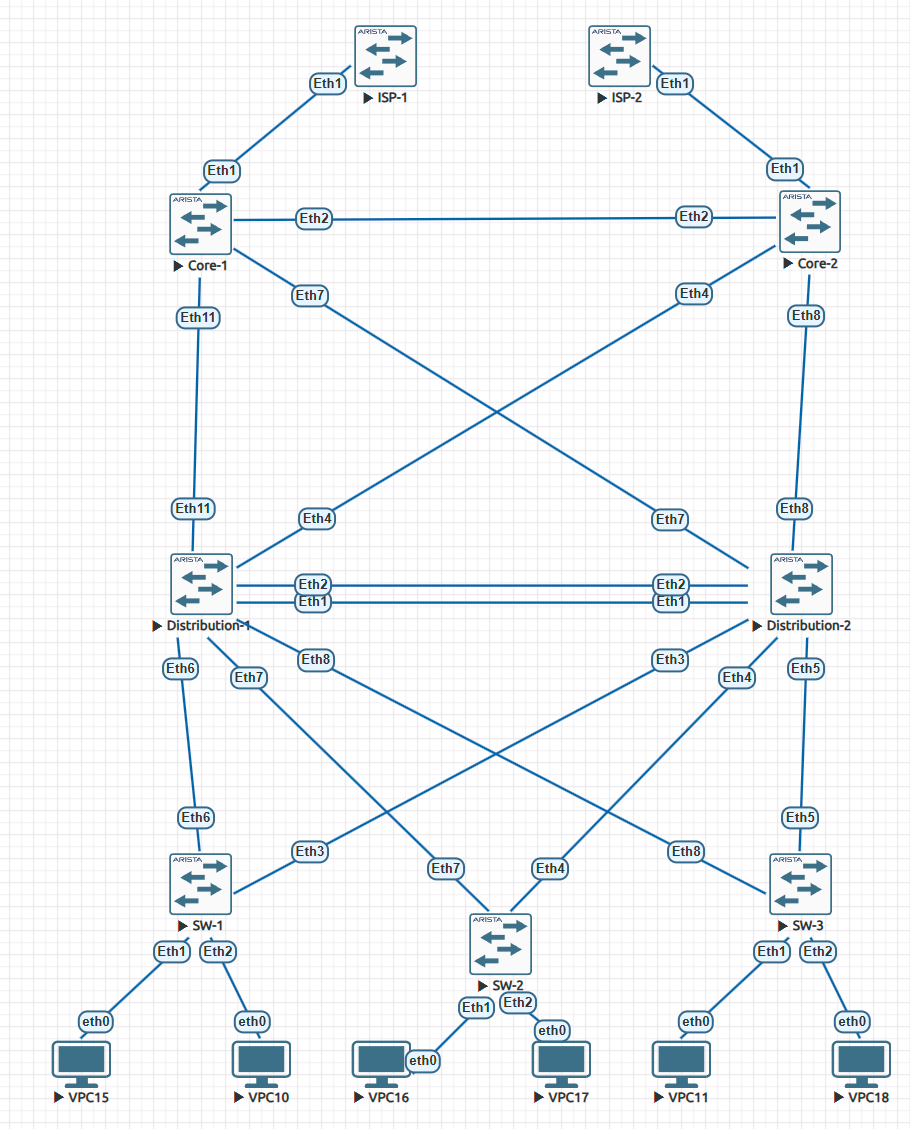 ARISTA ARISTA
Eth1 Eth1
ISP-1 ISP-2
Eth1 Eth1
ARISTA ARISTA
Eth2 Eth2
Core-1 Core-2
Eth7 Eth4
Eth11 Eth8
Eth11 Eth8
Eth4 Eth7
ARISTA ARISTA
Eth2 Eth2
Eth1 Eth1
Distribution-1 Distribution-2
Eth8 Eth3
Eth6 Eth7 Eth4 Eth5
Eth6 Eth5
Eth3 Eth8
ARISTA Eth7 Eth4 ARISTA
SW-1 ARISTA SW-3
Eth1 Eth2 Eth1 Eth2
SW-2
Eth1 Eth2
eth0 eth0 eth0 eth0 eth0
eth0
VPC15 VPC10 VPC16 VPC17 VPC11 VPC18